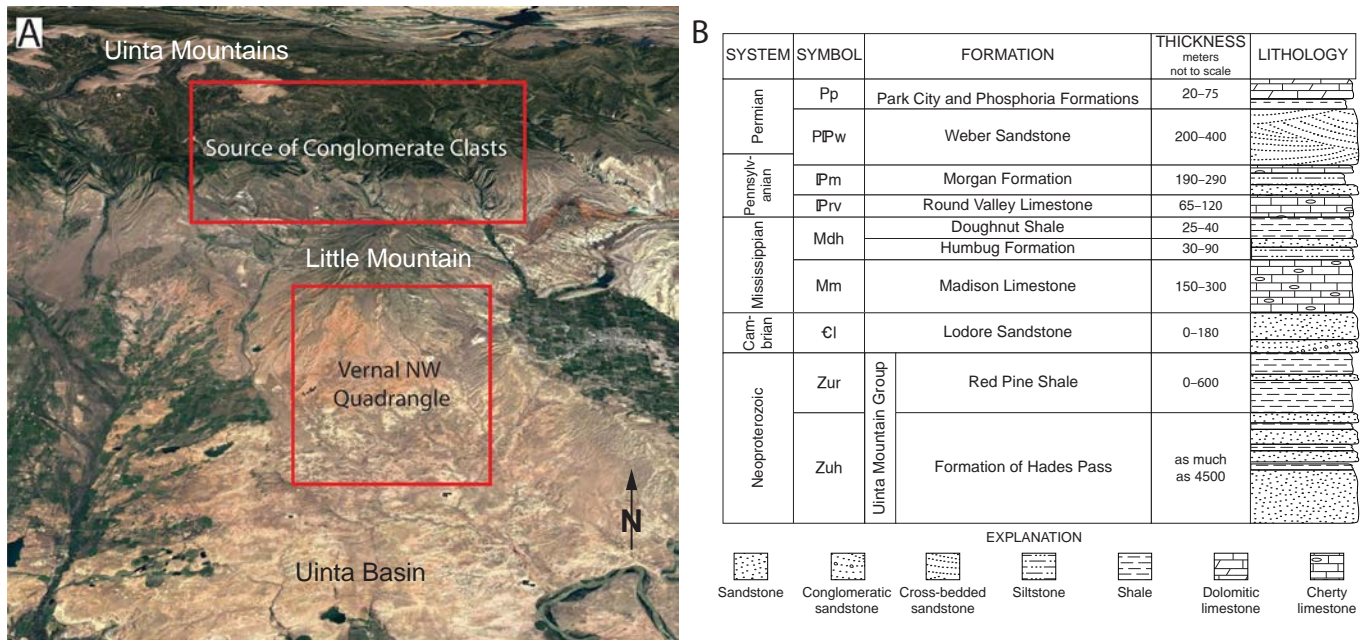 A
Uinta Mountains
Source of Conglomerate Clasts
Little Mountain
Vernal NW
Quadrangle
N
Uinta Basin
B
SYSTEM SYMBOL FORMATION THICKNESS meters not to scale LITHOLOGY
Permian
Pp Park City and Phosphoria Formations 20–75
PℙPw Weber Sandstone 200–400
Pennsylv-
anian
ℙPm Morgan Formation 190–290
ℙPrv Round Valley Limestone 65–120
Mississippian
Mdh Doughnut Shale 25–40
Humbug Formation 30–90
Mm Madison Limestone 150–300
Cam-
brian
Ꞓl Lodore Sandstone 0–180
Neoproterozoic
Uinta Mountain Group
Zur Red Pine Shale 0–600
Zuh Formation of Hades Pass as much
as 4500
EXPLANATION
Sandstone
Conglomeratic
sandstone
Cross-bedded
sandstone
Siltstone
Shale
Dolomitic
limestone
Cherty
limestone